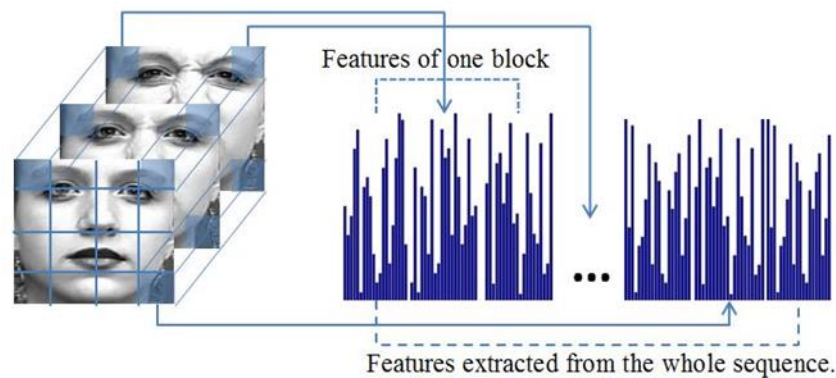 Features of one block
Features extracted from the whole sequence.